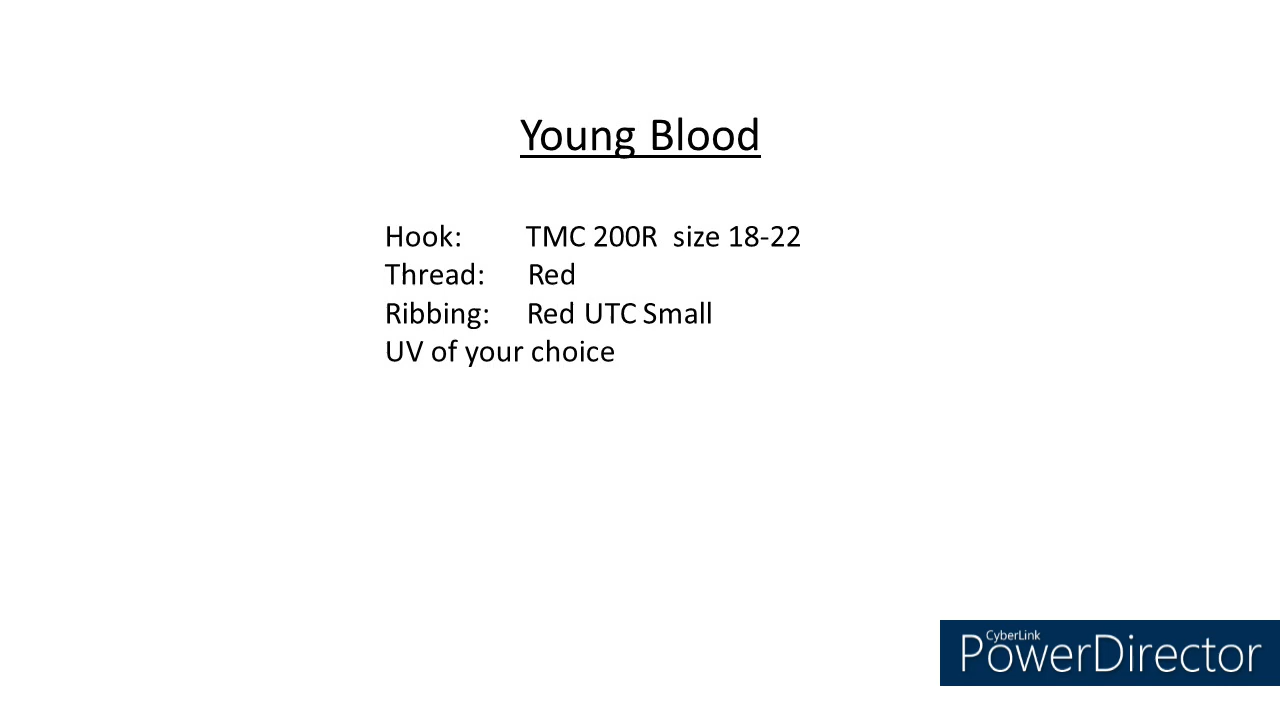 Young Blood
Hook: TMC 200R size 18-22
Thread: Red
Ribbing: Red UTC Small
UV of your choice
CyberLink
PowerDirector